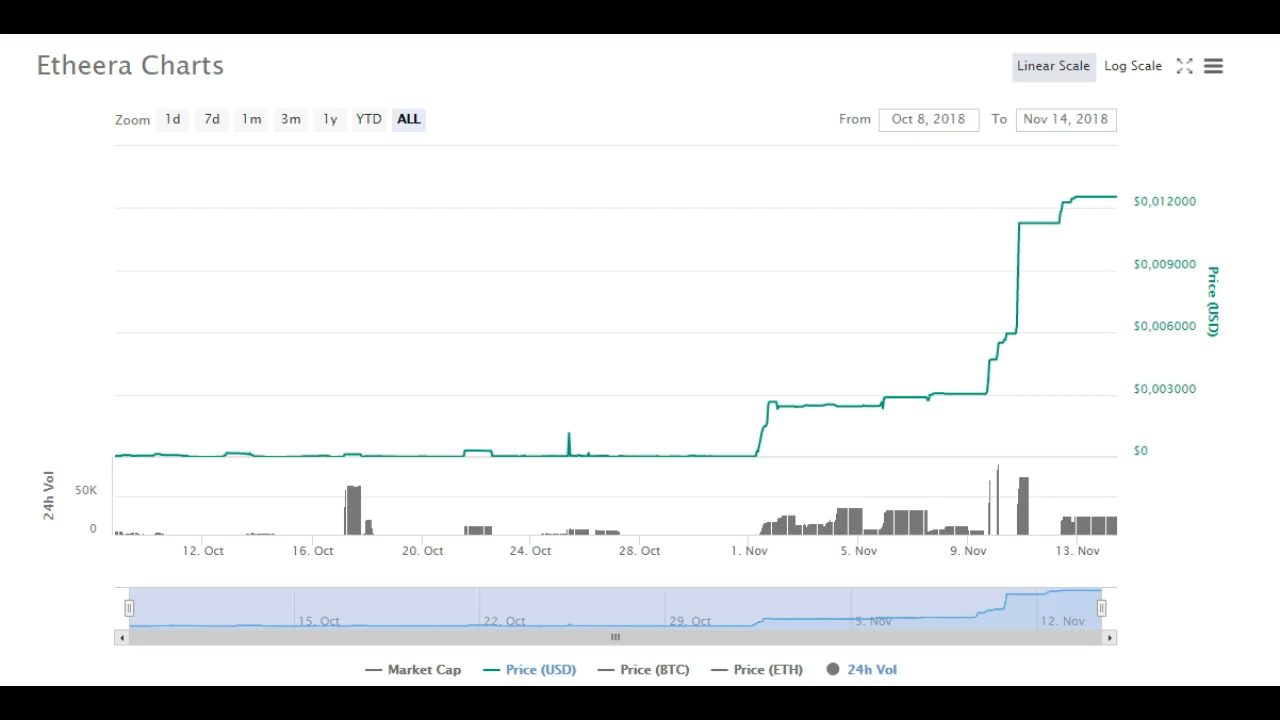 Etheera Charts
Linear Scale Log Scale
Zoom 1d 7d 1m 3m 1y YTD ALL
From Oct 8, 2018 To Nov 14, 2018
$0,012000
$0,009000
$0,006000
$0,003000
$0
Price (USD)
24h Vol
50K
0
12. Oct 16. Oct 20. Oct 24. Oct 28. Oct 1. Nov 5. Nov 9. Nov 13. Nov
15. Oct 22. Oct 29. Oct 5. Nov 12. Nov
Market Cap Price (USD) Price (BTC) Price (ETH) 24h Vol